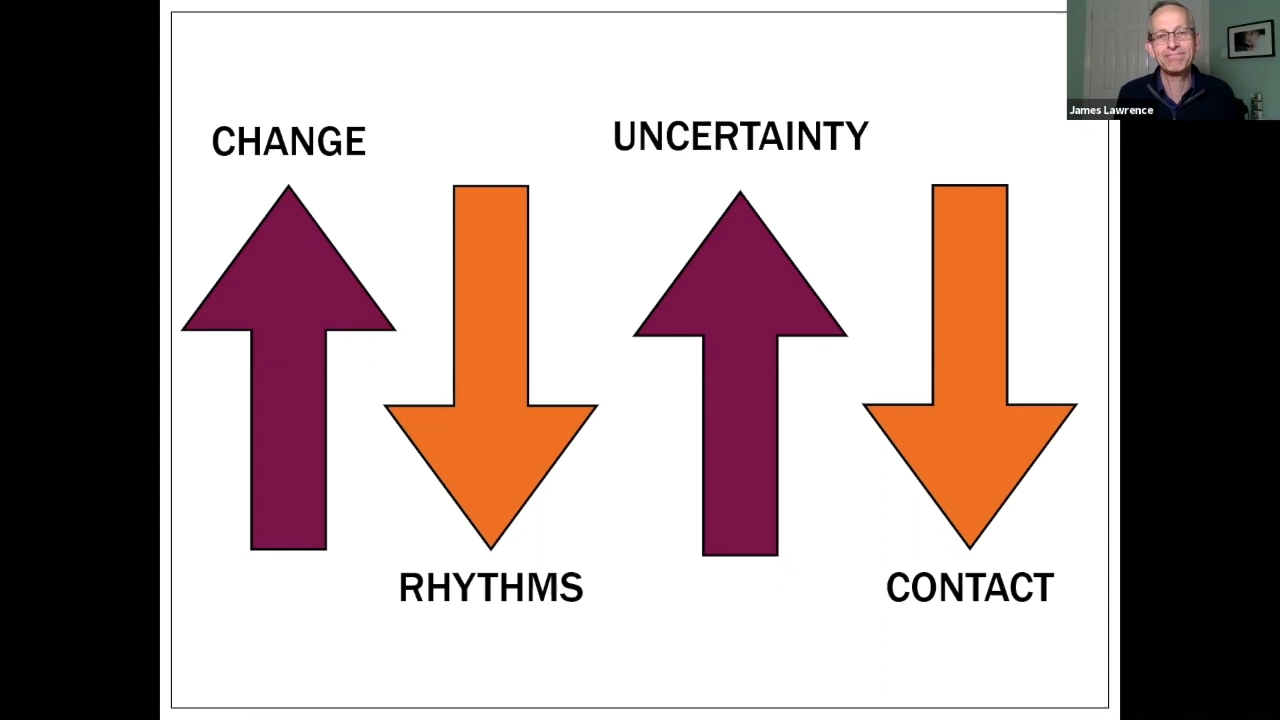 James Lawrence
CHANGE
UNCERTAINTY
RHYTHMS
CONTACT